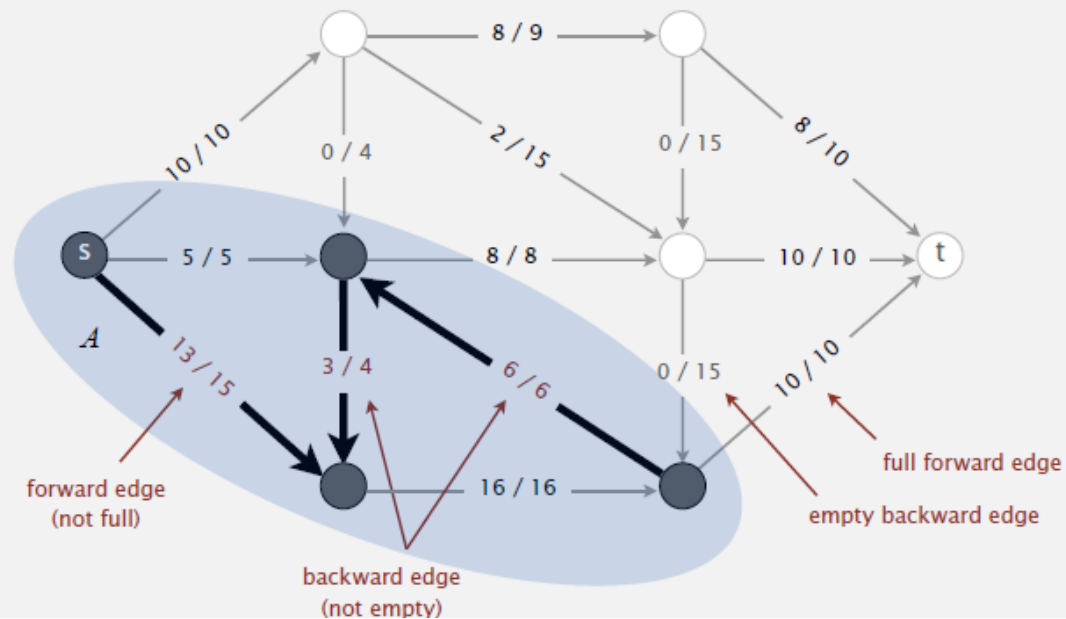 8 / 9
10 / 10
0 / 4
2 / 15
0 / 15
8 / 10
s
5 / 5
8 / 8
10 / 10
t
A
13 / 15
3 / 4
6 / 6
0 / 15
10 / 10
forward edge
(not full)
16 / 16
full forward edge
empty backward edge
backward edge
(not empty)